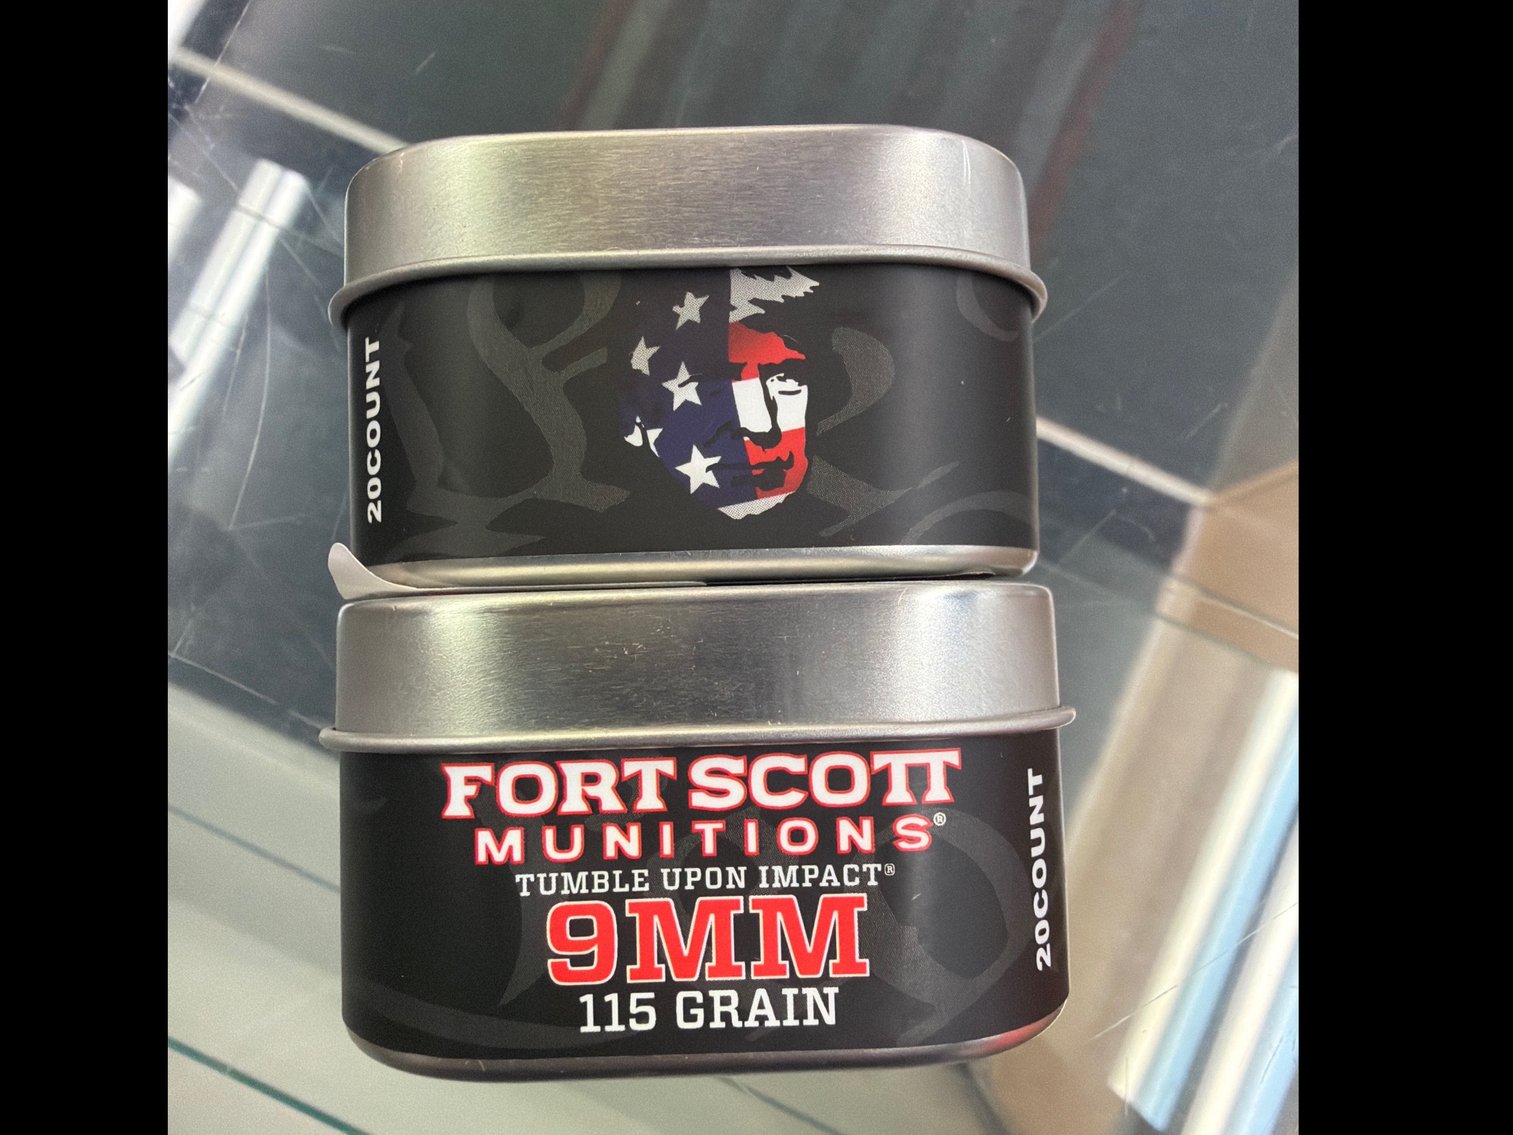 20COUNT
FORT SCOTT
MUNITIONS®
TUMBLE UPON IMPACT®
9MM
115 GRAIN
20COUNT